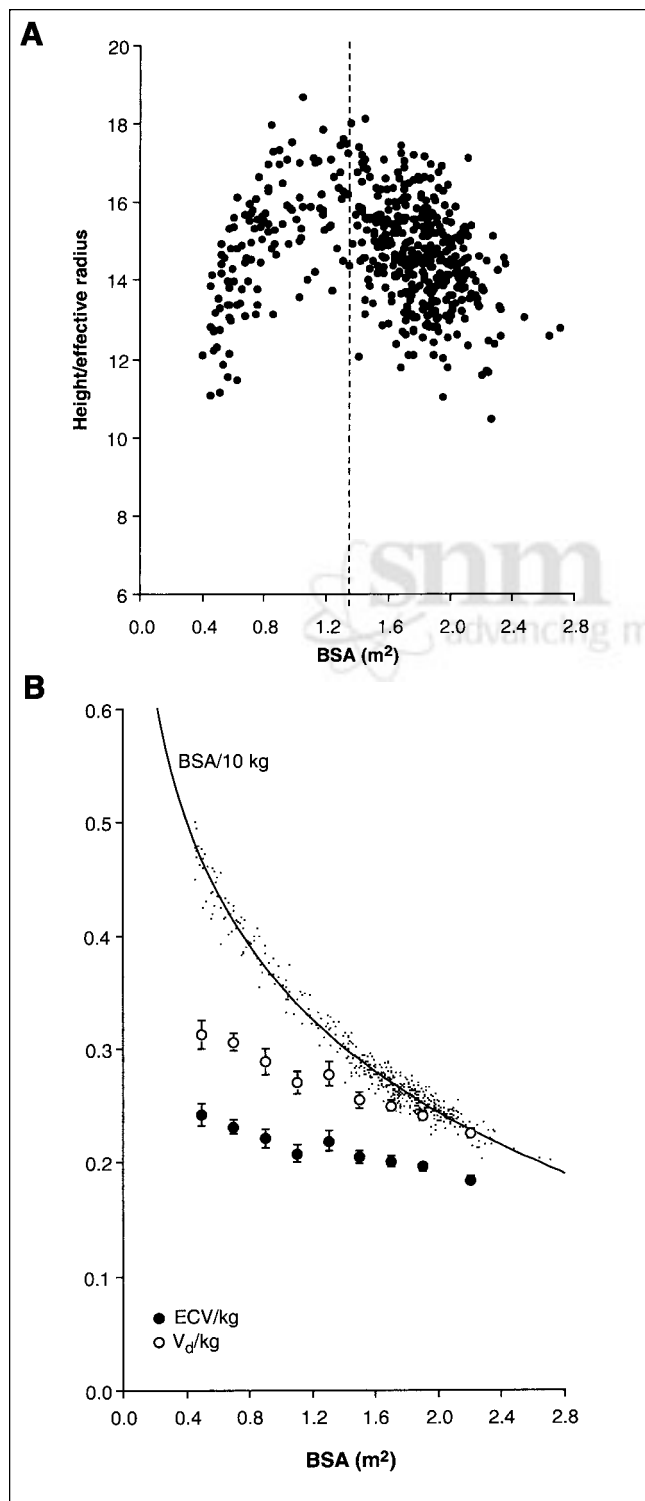 A
20
18
16
14
12
10
8
6
Height/effective radius
0.0 0.4 0.8 1.2 1.6 2.0 2.4 2.8
BSA (m²)
snm
advancing m
B
0.6
0.5
0.4
0.3
0.2
0.1
0.0
BSA/10 kg
ECV/kg
Vd/kg
0.0 0.4 0.8 1.2 1.6 2.0 2.4 2.8
BSA (m²)